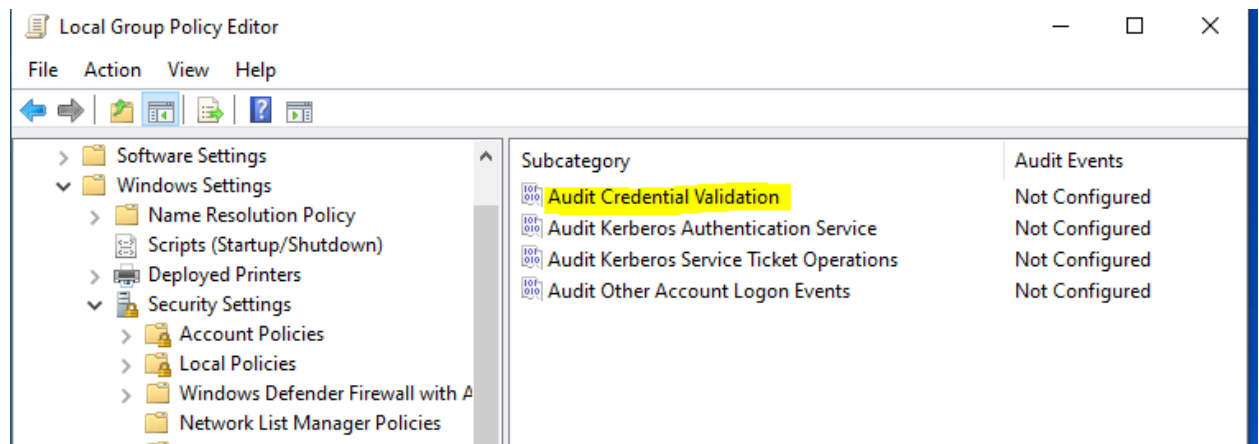 Local Group Policy Editor
File Action View Help
Software Settings
Windows Settings
Name Resolution Policy
Scripts (Startup/Shutdown)
Deployed Printers
Security Settings
Account Policies
Local Policies
Windows Defender Firewall with A
Network List Manager Policies
Subcategory Audit Events
Audit Credential Validation Not Configured
Audit Kerberos Authentication Service Not Configured
Audit Kerberos Service Ticket Operations Not Configured
Audit Other Account Logon Events Not Configured